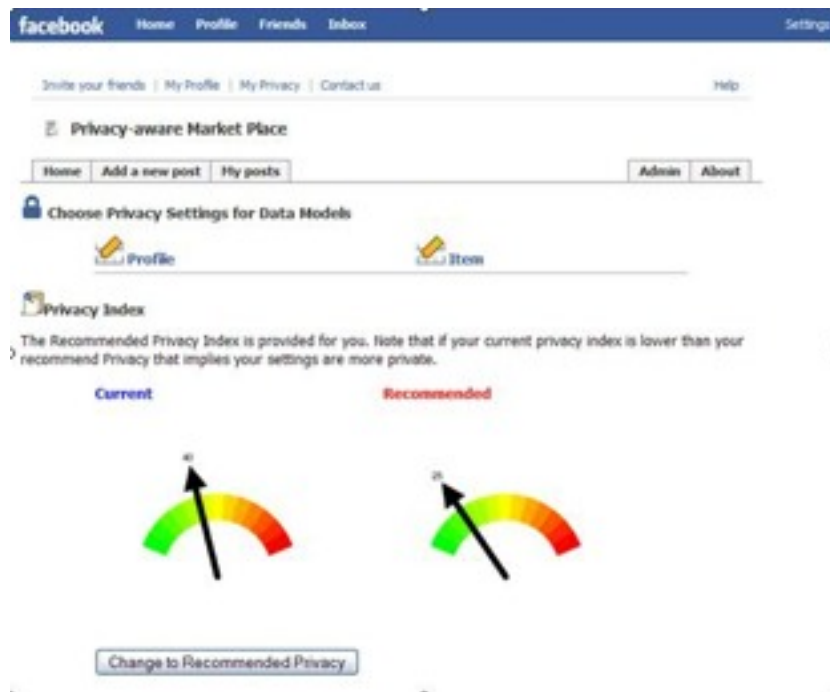 facebook Home Profile Friends Inbox Settings
Invite your friends | My Profile | My Privacy | Contact us Help
Privacy-aware Market Place
Home Add a new post My posts Admin About
Choose Privacy Settings for Data Models
Profile Item
Privacy Index
The Recommended Privacy Index is provided for you. Note that if your current privacy index is lower than your
recommend Privacy that implies your settings are more private.
Current Recommended
40 25
Change to Recommended Privacy